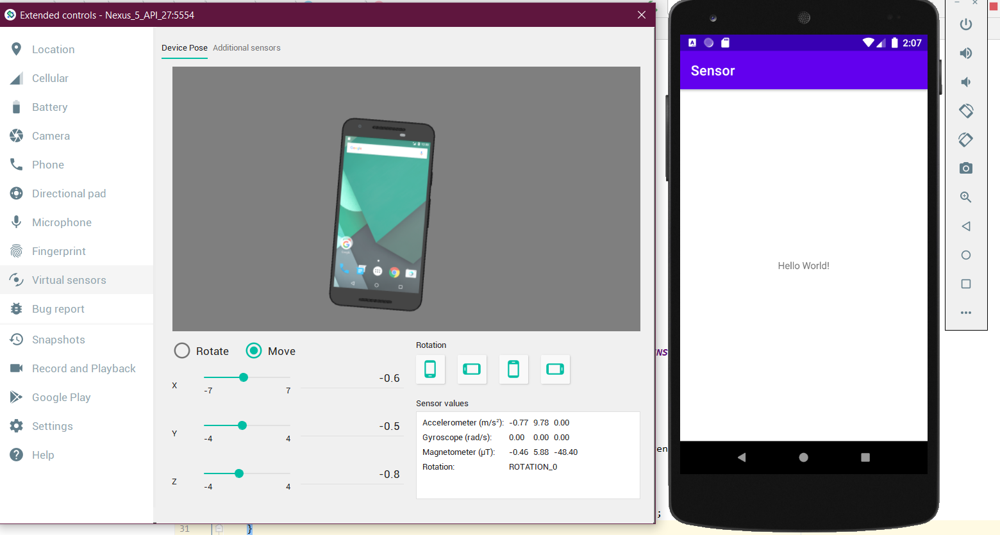 Extended controls - Nexus_5_API_27:5554
Location
Cellular
Battery
Camera
Phone
Directional pad
Microphone
Fingerprint
Virtual sensors
Bug report
Snapshots
Record and Playback
Google Play
Settings
Help
Device Pose Additional sensors
Google
Rotate Move
X -0.6
-7 7
Y -0.5
-4 4
Z -0.8
-4 4
Rotation
Sensor values
Accelerometer (m/s²): -0.77 9.78 0.00
Gyroscope (rad/s): 0.00 0.00 0.00
Magnetometer (μT): -0.46 5.88 -48.40
Rotation: ROTATION_0
2:07
Sensor
Hello World!
ENS
en
;
31 }